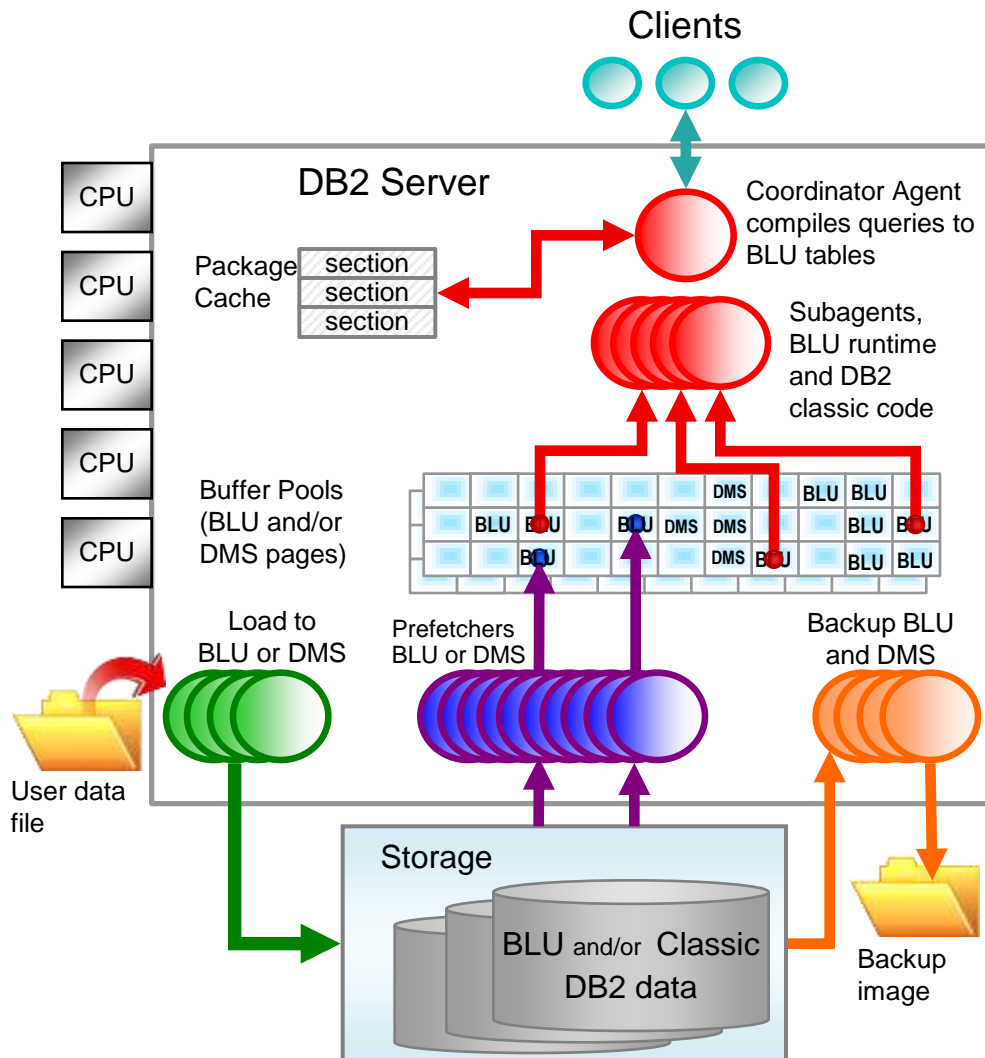 Clients
DB2 Server
CPU
CPU
CPU
CPU
CPU
Coordinator Agent
compiles queries to
BLU tables
Package
Cache
section
section
section
Subagents,
BLU runtime
and DB2
classic code
Buffer Pools
(BLU and/or
DMS pages)
DMS BLU BLU
BLU BLU BLU DMS DMS BLU BLU
BLU DMS BLU BLU BLU
Load to
BLU or DMS
Prefetchers
BLU or DMS
Backup BLU
and DMS
User data
file
Storage
BLU and/or Classic
DB2 data
Backup
image